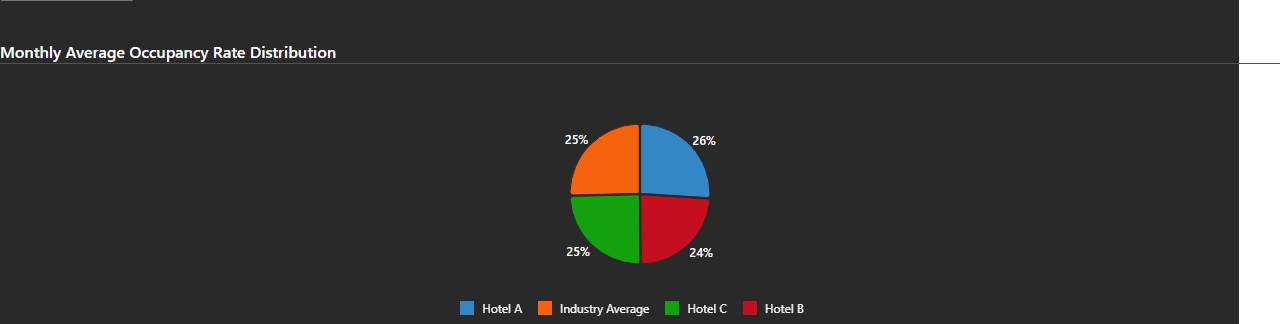 Monthly Average Occupancy Rate Distribution
25%
26%
25%
24%
Hotel A
Industry Average
Hotel C
Hotel B